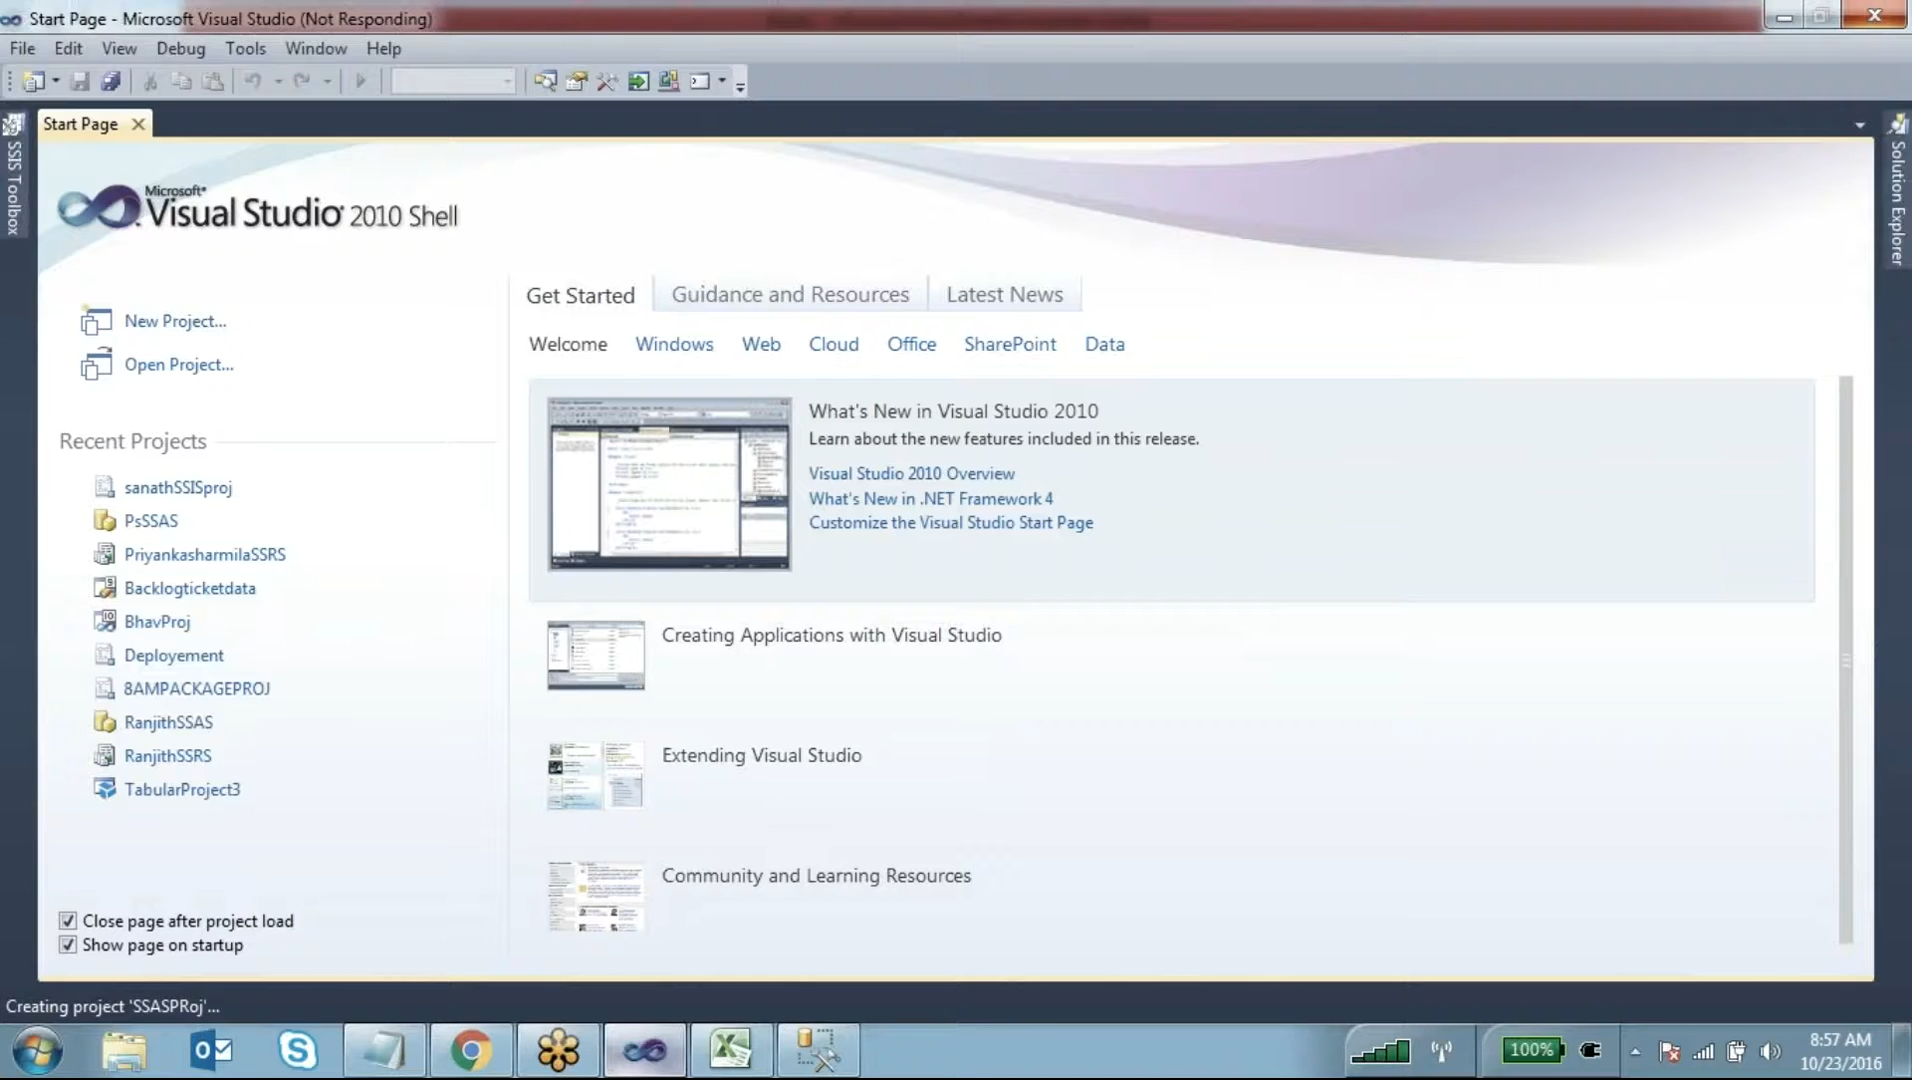 Start Page - Microsoft Visual Studio (Not Responding)
File Edit View Debug Tools Window Help
Start Page
SSIS Toolbox
Solution Explorer
Microsoft®
Visual Studio® 2010 Shell
New Project...
Open Project...
Recent Projects
sanathSSISproj
PsSSAS
PriyankasharmilaSSRS
Backlogticketdata
BhavProj
Deployement
8AMPACKAGEPROJ
RanjithSSAS
RanjithSSRS
TabularProject3
Close page after project load
Show page on startup
Get Started Guidance and Resources Latest News
Welcome Windows Web Cloud Office SharePoint Data
What's New in Visual Studio 2010
Learn about the new features included in this release.
Visual Studio 2010 Overview
What's New in .NET Framework 4
Customize the Visual Studio Start Page
Creating Applications with Visual Studio
Extending Visual Studio
Community and Learning Resources
Creating project 'SSASPRoj'...
100%
8:57 AM
10/23/2016